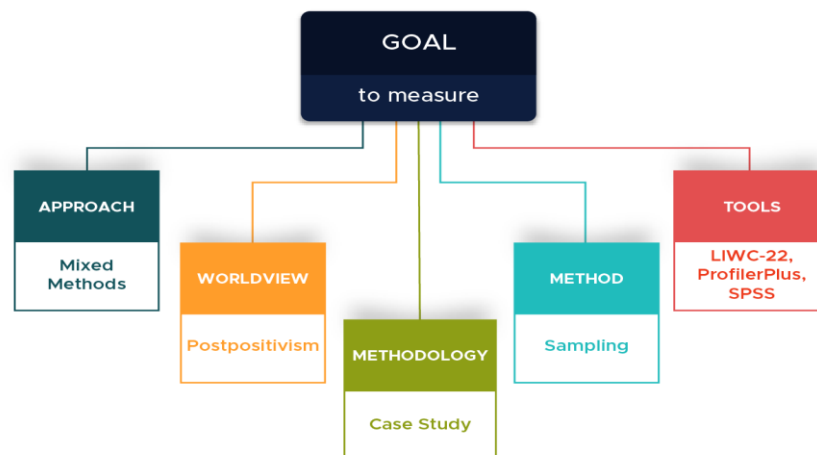 GOAL
to measure
APPROACH
Mixed
Methods
WORLDVIEW
Postpositivism
METHODOLOGY
Case Study
METHOD
Sampling
TOOLS
LIWC-22,
ProfilerPlus,
SPSS